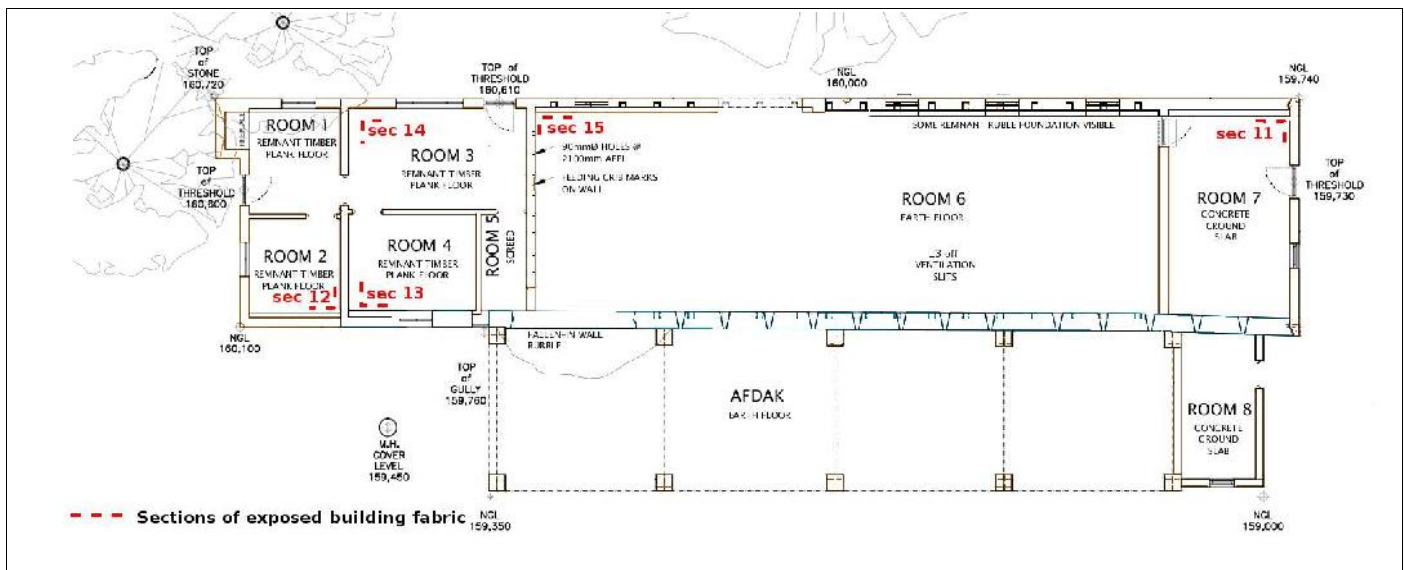 TOP
of
STONE
160,720
TOP of
THRESHOLD
160,610
NGL
160,000
NGL
159,740
ROOM 1
REMNANT TIMBER
PLANK FLOOR
sec 14
ROOM 3
REMNANT TIMBER
PLANK FLOOR
sec 15
90mmØ HOLES @
2100mm AFFL
FEEDING CRIB MARKS
ON WALL
SOME REMNANT RUBLE FOUNDATION VISIBLE
sec 11
TOP
of
THRESHOLD
160,600
TOP
of
THRESHOLD
159,730
ROOM 6
EARTH FLOOR
13 off
VENTILATION
SLITS
ROOM 7
CONCRETE
GROUND
SLAB
ROOM 2
REMNANT TIMBER
PLANK FLOOR
sec 12
ROOM 4
REMNANT TIMBER
PLANK FLOOR
sec 13
ROOM 5
SCREED
NGL
160,100
FALLEN-IN WALL
RUBBLE
TOP
of
GULLY
159,760
AFDAK
EARTH FLOOR
ROOM 8
CONCRETE
GROUND
SLAB
M.H.
COVER
LEVEL
159,450
Sections of exposed building fabric
NGL
159,350
NGL
159,000